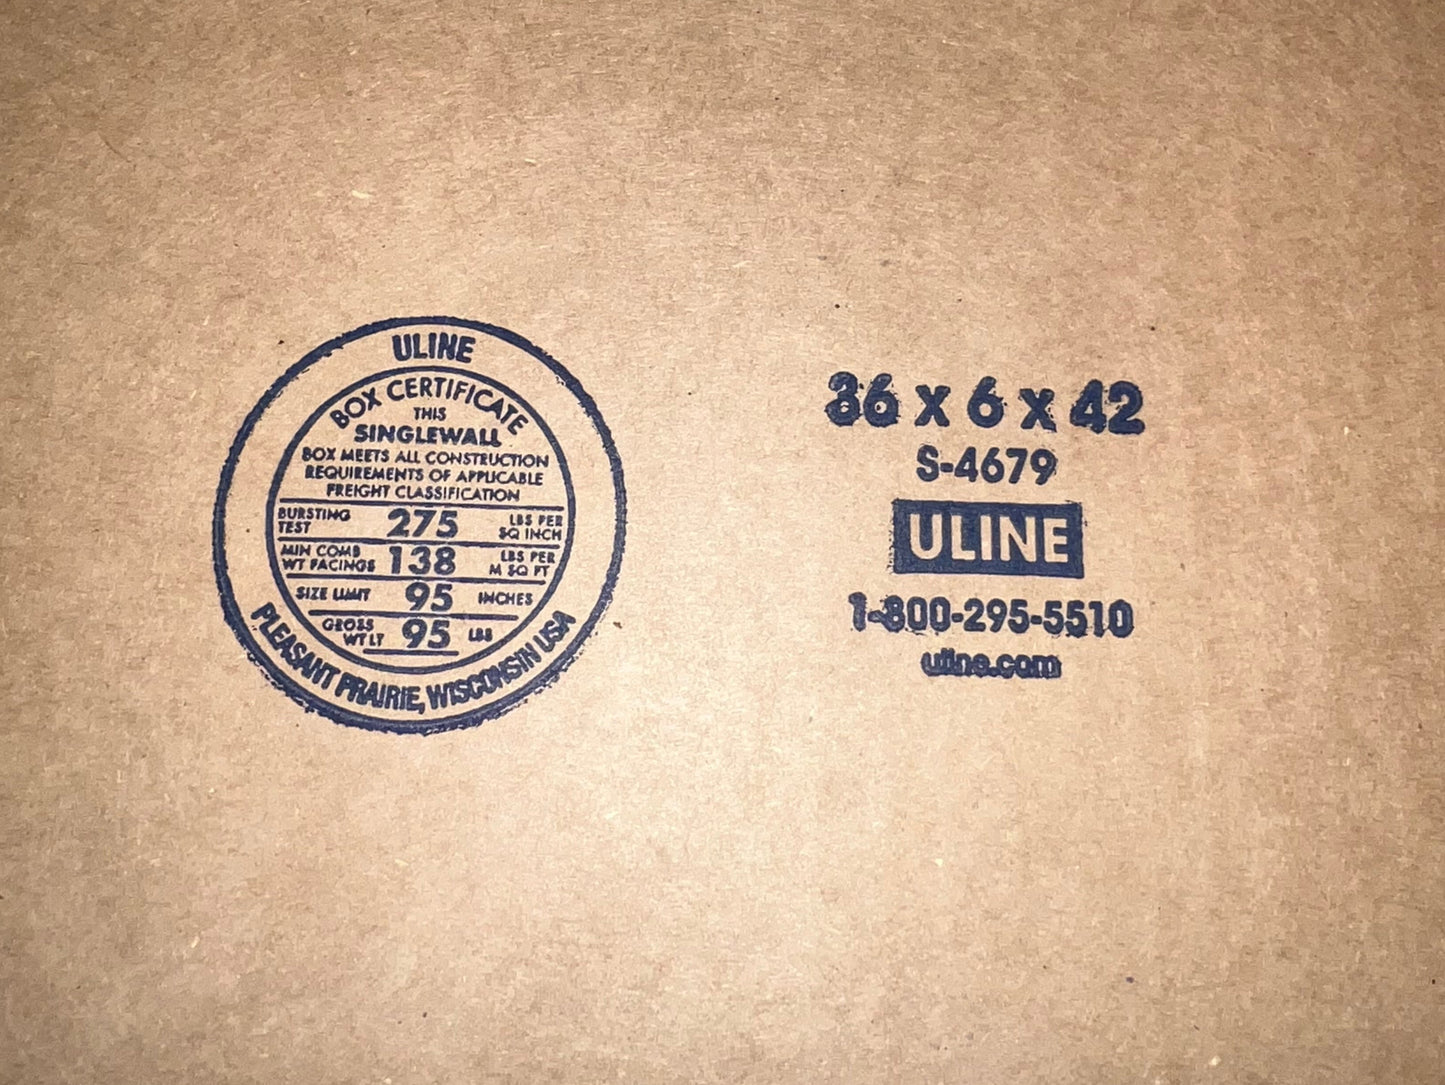 ULINE
BOX CERTIFICATE
THIS
SINGLEWALL
BOX MEETS ALL CONSTRUCTION
REQUIREMENTS OF APPLICABLE
FREIGHT CLASSIFICATION
BURSTING TEST 275 LBS PER SQ INCH
MIN COMB WT FACINGS 138 LBS PER M SQ FT
SIZE LIMIT 95 INCHES
GROSS WT LT 95 LBS
PLEASANT PRAIRIE, WISCONSIN USA
36 x 6 x 42
S-4679
ULINE
1-800-295-5510
uline.com